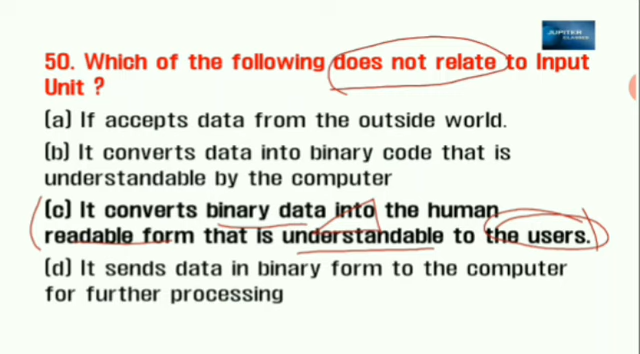 JUPITER
CLASSES
50. Which of the following does not relate to Input
Unit ?
(a) If accepts data from the outside world.
(b) It converts data into binary code that is
understandable by the computer
(c) It converts binary data into the human
readable form that is understandable to the users.
(d) It sends data in binary form to the computer
for further processing